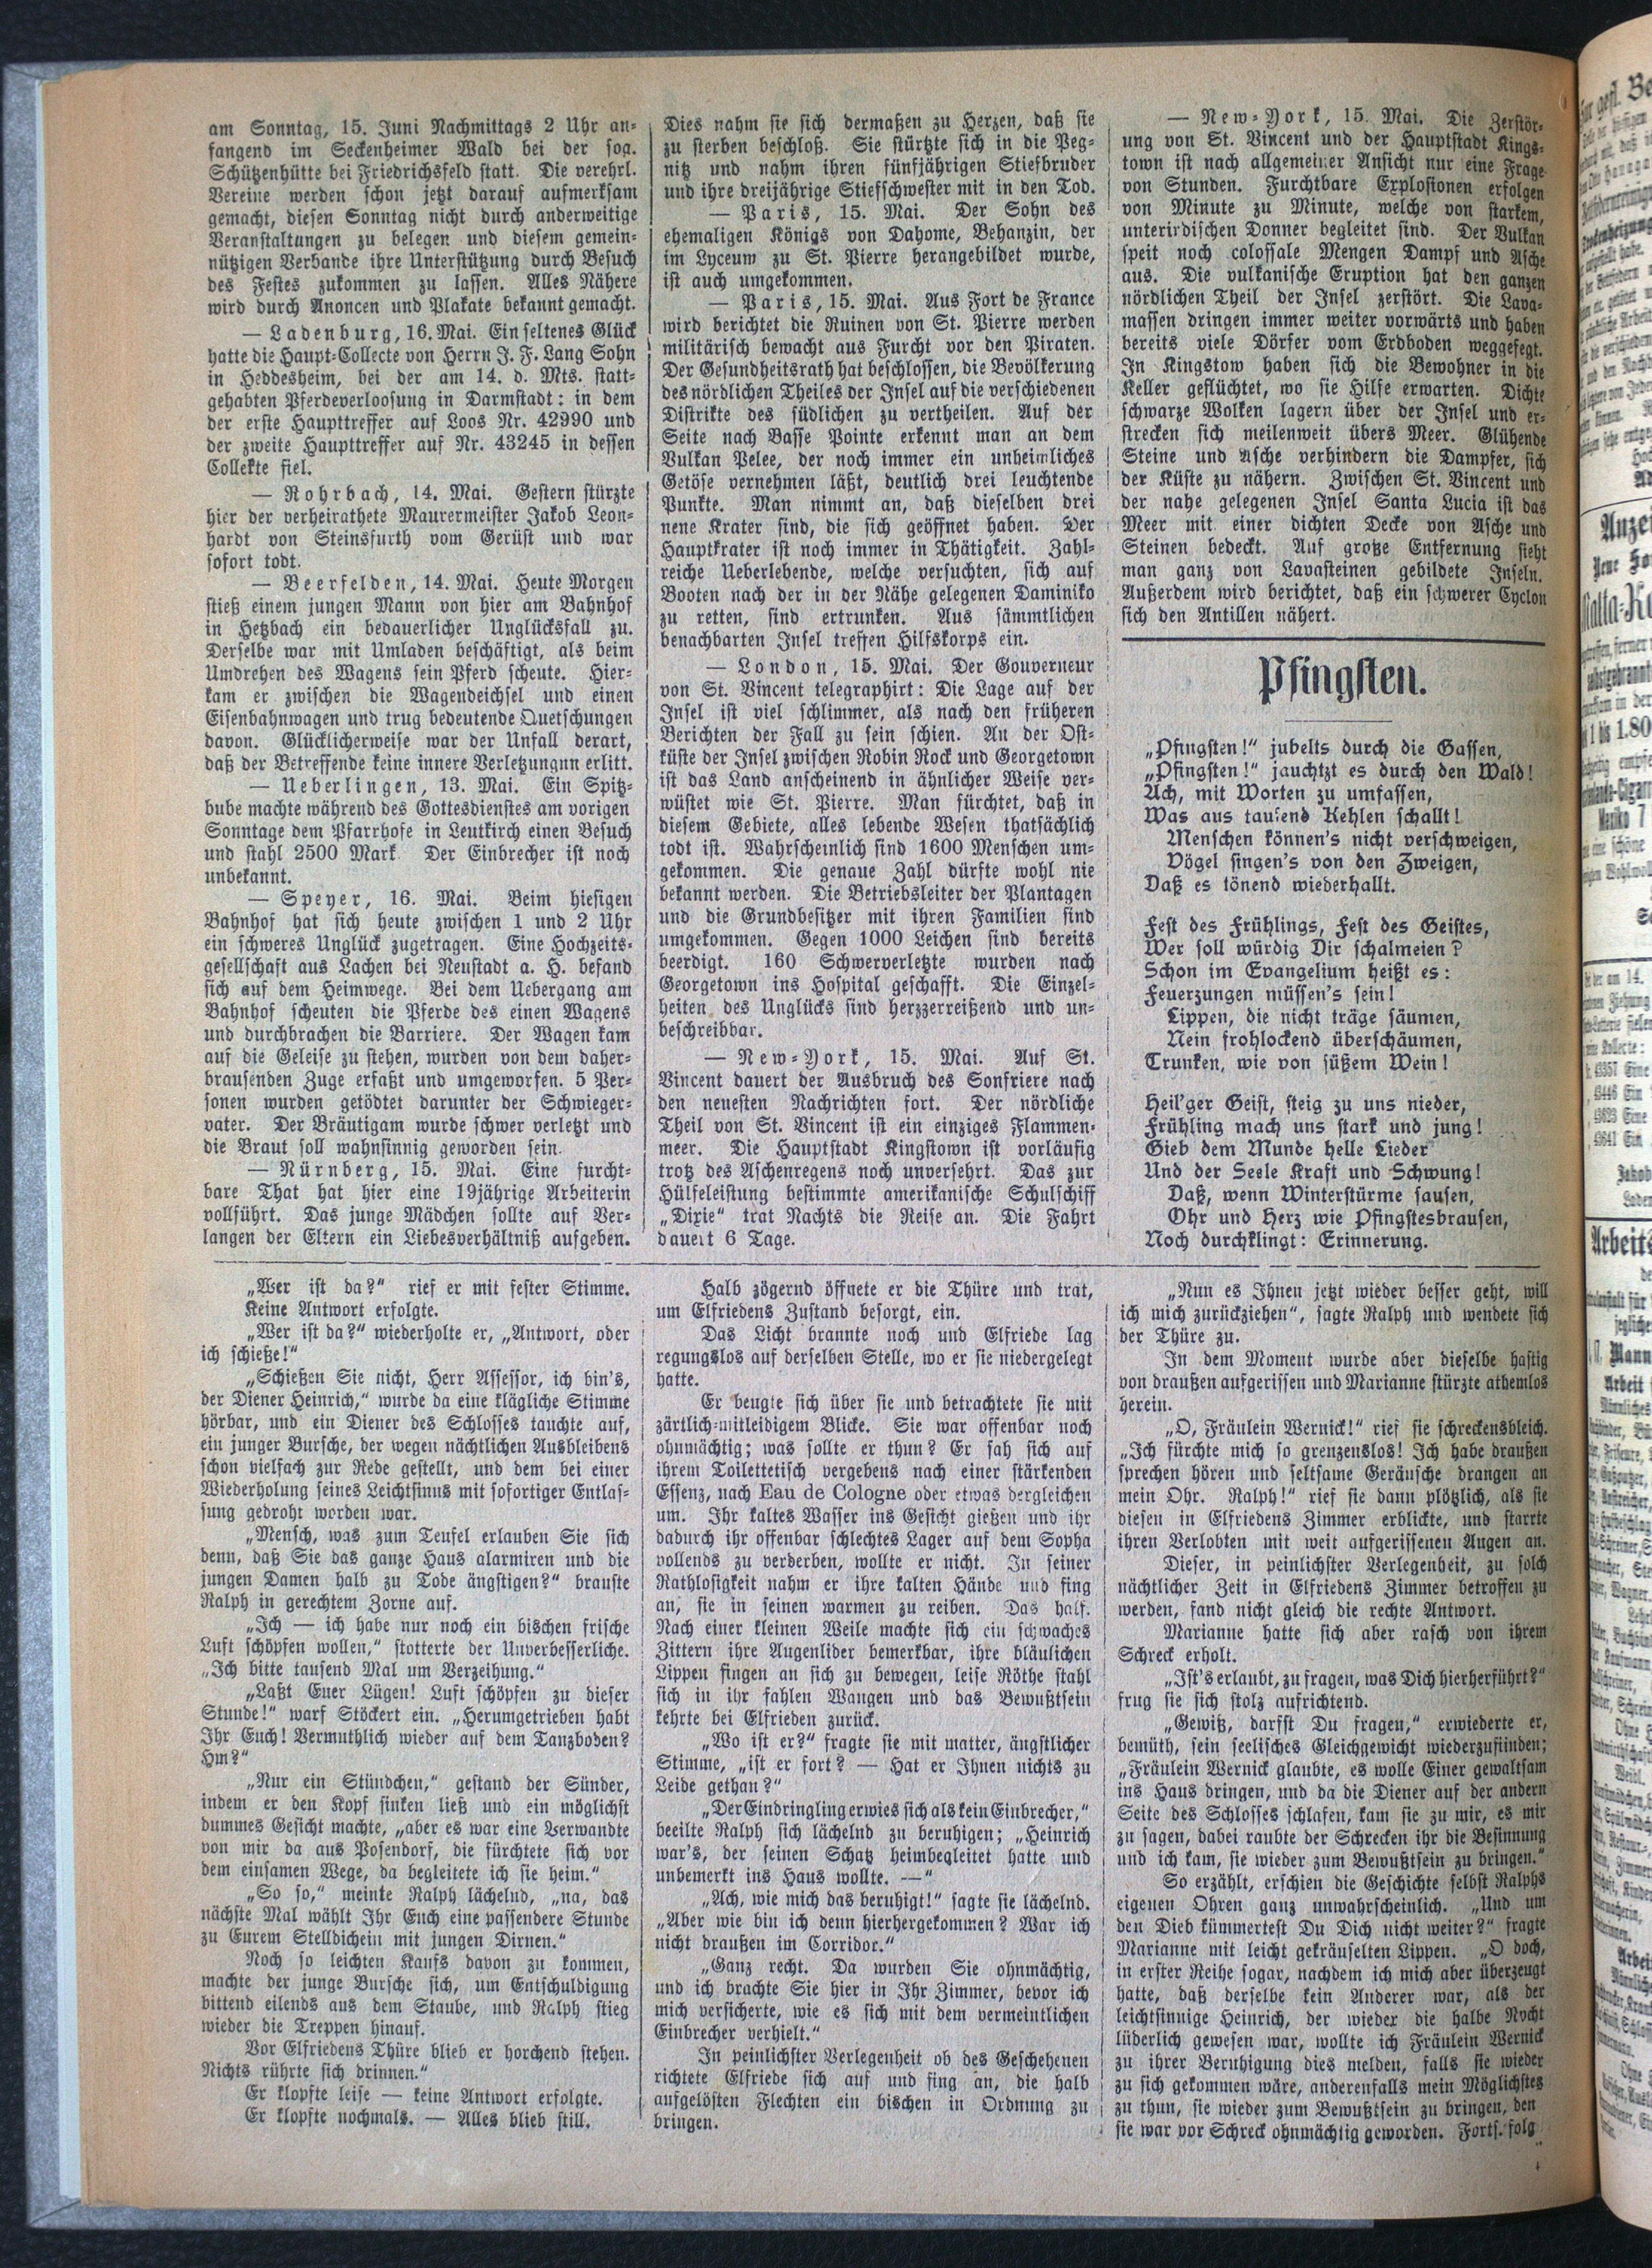 am Sonntag, 15. Juni Nachmittags 2 Uhr an-
fangend im Seckenheimer Wald bei der sog.
Schützenhütte bei Friedrichsfeld statt. Die verehrl.
Vereine werden schon jetzt darauf aufmerksam
gemacht, diesen Sonntag nicht durch anderweitige
Veranstaltungen zu belegen und diesem gemein-
nützigen Verbande ihre Unterstützung durch Besuch
des Festes zukommen zu lassen. Alles Nähere
wird durch Anoncen und Plakate bekannt gemacht.
— Ladenburg, 16. Mai. Ein seltenes Glück
hatte die Haupt-Collecte von Herrn J. F. Lang Sohn
in Heddesheim, bei der am 14. d. Mts. statt-
gehabten Pferdeverloosung in Darmstadt: in dem
der erste Haupttreffer auf Loos Nr. 42990 und
der zweite Haupttreffer auf Nr. 43245 in dessen
Collekte fiel.
— Rohrbach, 14. Mai. Gestern stürzte
hier der verheirathete Maurermeister Jakob Leon-
hardt von Steinsfurth vom Gerüst und war
sofort todt.
— Beerfelden, 14. Mai. Heute Morgen
stieß einem jungen Mann von hier am Bahnhof
in Hetzbach ein bedauerlicher Unglücksfall zu.
Derselbe war mit Umladen beschäftigt, als beim
Umdrehen des Wagens sein Pferd scheute. Hier-
kam er zwischen die Wagendeichsel und einen
Eisenbahnwagen und trug bedeutende Quetschungen
davon. Glücklicherweise war der Unfall derart,
daß der Betreffende keine innere Verletzungun erlitt.
— Ueberlingen, 13. Mai. Ein Spitz-
bube machte während des Gottesdienstes am vorigen
Sonntage dem Pfarrhofe in Leutkirch einen Besuch
und stahl 2500 Mark. Der Einbrecher ist noch
unbekannt.
— Speyer, 16. Mai. Beim hiesigen
Bahnhof hat sich heute zwischen 1 und 2 Uhr
ein schweres Unglück zugetragen. Eine Hochzeits-
gesellschaft aus Lachen bei Neustadt a. H. befand
sich auf dem Heimwege. Bei dem Uebergang am
Bahnhof scheuten die Pferde des einen Wagens
und durchbrachen die Barriere. Der Wagen kam
auf die Geleise zu stehen, wurden von dem daher-
brausenden Zuge erfaßt und umgeworfen. 5 Per-
sonen wurden getödtet darunter der Schwieger-
vater. Der Bräutigam wurde schwer verletzt und
die Braut soll wahnsinnig geworden sein.
— Nürnberg, 15. Mai. Eine furcht-
bare That hat hier eine 19jährige Arbeiterin
vollführt. Das junge Mädchen sollte auf Ver-
langen der Eltern ein Liebesverhältniß aufgeben.
Dies nahm sie sich dermaßen zu Herzen, daß sie
zu sterben beschloß. Sie stürtzte sich in die Peg-
nitz und nahm ihren fünfjährigen Stiefbruder
und ihre dreijährige Stiefschwester mit in den Tod.
— Paris, 15. Mai. Der Sohn des
ehemaligen Königs von Dahome, Behanzin, der
im Lyceum zu St. Pierre herangebildet wurde,
ist auch umgekommen.
— Paris, 15. Mai. Aus Fort de France
wird berichtet die Ruinen von St. Pierre werden
militärisch bewacht aus Furcht vor den Piraten.
Der Gesundheitsrath hat beschlossen, die Bevölkerung
des nördlichen Theiles der Insel auf die verschiedenen
Distrikte des südlichen zu vertheilen. Auf der
Seite nach Basse Pointe erkennt man an dem
Vulkan Pelee, der noch immer ein unheimliches
Getöse vernehmen läßt, deutlich drei leuchtende
Punkte. Man nimmt an, daß dieselben drei
nene Krater sind, die sich geöffnet haben. Der
Hauptkrater ist noch immer in Thätigkeit. Zahl-
reiche Ueberlebende, welche versuchten, sich auf
Booten nach der in der Nähe gelegenen Daminiko
zu retten, sind ertrunken. Aus sämmtlichen
benachbarten Insel treffen Hilfskorps ein.
— London, 15. Mai. Der Gouverneur
von St. Vincent telegraphirt: Die Lage auf der
Insel ist viel schlimmer, als nach den früheren
Berichten der Fall zu sein schien. An der Ost-
küste der Insel zwischen Robin Rock und Georgetown
ist das Land anscheinend in ähnlicher Weise ver-
wüstet wie St. Pierre. Man fürchtet, daß in
diesem Gebiete, alles lebende Wesen thatsächlich
todt ist. Wahrscheinlich sind 1600 Menschen um-
gekommen. Die genaue Zahl dürfte wohl nie
bekannt werden. Die Betriebsleiter der Plantagen
und die Grundbesitzer mit ihren Familien sind
umgekommen. Gegen 1000 Leichen sind bereits
beerdigt. 160 Schwerverletzte wurden nach
Georgetown ins Hospital geschafft. Die Einzel-
heiten des Unglücks sind herzzerreißend und un-
beschreibbar.
— New-York, 15. Mai. Auf St.
Vincent dauert der Ausbruch des Sonfriere nach
den neuesten Nachrichten fort. Der nördliche
Theil von St. Vincent ist ein einziges Flammen-
meer. Die Hauptstadt Kingstown ist vorläufig
trotz des Aschenregens noch unversehrt. Das zur
Hülfeleistung bestimmte amerikanische Schulschiff
„Dixie“ trat Nachts die Reise an. Die Fahrt
dauert 6 Tage.
— New-York, 15. Mai. Die Zerstör-
ung von St. Vincent und der Hauptstadt Kings-
town ist nach allgemeiner Ansicht nur eine Frage
von Stunden. Furchtbare Explosionen erfolgen
von Minute zu Minute, welche von starkem,
unterirdischen Donner begleitet sind. Der Vulkan
speit noch colossale Mengen Dampf und Asche
aus. Die vulkanische Eruption hat den ganzen
nördlichen Theil der Insel zerstört. Die Lava-
massen dringen immer weiter vorwärts und haben
bereits viele Dörfer vom Erdboden weggefegt.
In Kingstow haben sich die Bewohner in die
Keller geflüchtet, wo sie Hilfe erwarten. Dichte
schwarze Wolken lagern über der Insel und er-
strecken sich meilenweit übers Meer. Glühende
Steine und Asche verhindern die Dampfer, sich
der Küste zu nähern. Zwischen St. Vincent und
der nahe gelegenen Insel Santa Lucia ist das
Meer mit einer dichten Decke von Asche und
Steinen bedeckt. Auf große Entfernung sieht
man ganz von Lavasteinen gebildete Inseln.
Außerdem wird berichtet, daß ein schwerer Cyclon
sich den Antillen nähert.
Pfingsten.
„Pfingsten!“ jubelts durch die Gassen,
„Pfingsten!“ jauchtzt es durch den Wald!
Ach, mit Worten zu umfassen,
Was aus tausend Kehlen schallt!
Menschen können's nicht verschweigen,
Vögel singen's von den Zweigen,
Daß es tönend wiederhallt.
Fest des Frühlings, Fest des Geistes,
Wer soll würdig Dir schalmeien?
Schon im Evangelium heißt es:
Feuerzungen müssen's sein!
Lippen, die nicht träge säumen,
Nein frohlockend überschäumen,
Trunken, wie von süßem Wein!
Heil'ger Geist, steig zu uns nieder,
Frühling mach uns stark und jung!
Gieb dem Munde helle Lieder
Und der Seele Kraft und Schwung!
Daß, wenn Winterstürme sausen,
Ohr und Herz wie Pfingstesbrausen,
Noch durchklingt: Erinnerung.
„Wer ist da?“ rief er mit fester Stimme.
Keine Antwort erfolgte.
„Wer ist da?“ wiederholte er, „Antwort, oder
ich schieße!“
„Schießen Sie nicht, Herr Assessor, ich bin's,
der Diener Heinrich,“ wurde da eine klägliche Stimme
hörbar, und ein Diener des Schlosses tauchte auf,
ein junger Bursche, der wegen nächtlichen Ausbleibens
schon vielfach zur Rede gestellt, und dem bei einer
Wiederholung seines Leichtsinns mit sofortiger Entlas-
sung gedroht worden war.
„Mensch, was zum Teufel erlauben Sie sich
denn, daß Sie das ganze Haus alarmiren und die
jungen Damen halb zu Tode ängstigen?“ brauste
Ralph in gerechtem Zorne auf.
„Ich — ich habe nur noch ein bischen frische
Luft schöpfen wollen,“ stotterte der Unverbesserliche.
„Ich bitte tausend Mal um Verzeihung.“
„Laßt Euer Lügen! Luft schöpfen zu dieser
Stunde!“ warf Stöckert ein. „Herumgetrieben habt
Ihr Euch! Vermuthlich wieder auf dem Tanzboden?
Hm?“
„Nur ein Stündchen,“ gestand der Sünder,
indem er den Kopf sinken ließ und ein möglichst
dummes Gesicht machte, „aber es war eine Verwandte
von mir da aus Posendorf, die fürchtete sich vor
dem einsamen Wege, da begleitete ich sie heim.“
„So so,“ meinte Ralph lächelnd, „na, das
nächste Mal wählt Ihr Euch eine passendere Stunde
zu Eurem Stelldichein mit jungen Dirnen.“
Noch so leichten Kaufs davon zu kommen,
machte der junge Bursche sich, um Entschuldigung
bittend eilends aus dem Staube, und Ralph stieg
wieder die Treppen hinauf.
Vor Elfriedens Thüre blieb er horchend stehen.
Nichts rührte sich drinnen.“
Er klopfte leise — keine Antwort erfolgte.
Er klopfte nochmals. — Alles blieb still.
Halb zögernd öffnete er die Thüre und trat,
um Elfriedens Zustand besorgt, ein.
Das Licht brannte noch und Elfriede lag
regungslos auf derselben Stelle, wo er sie niedergelegt
hatte.
Er beugte sich über sie und betrachtete sie mit
zärtlich-mitleidigem Blicke. Sie war offenbar noch
ohnmächtig; was sollte er thun? Er sah sich auf
ihrem Toilettetisch vergebens nach einer stärkenden
Essenz, nach Eau de Cologne oder etwas dergleichen
um. Ihr kaltes Wasser ins Gesicht gießen und ihr
dadurch ihr offenbar schlechtes Lager auf dem Sopha
vollends zu verderben, wollte er nicht. In seiner
Rathlosigkeit nahm er ihre kalten Hände und fing
an, sie in seinen warmen zu reiben. Das half.
Nach einer kleinen Weile machte sich ein schwaches
Zittern ihre Augenlider bemerkbar, ihre bläulichen
Lippen fingen an sich zu bewegen, leise Röthe stahl
sich in ihr fahlen Wangen und das Bewußtsein
kehrte bei Elfrieden zurück.
„Wo ist er?“ fragte sie mit matter, ängstlicher
Stimme, „ist er fort? — Hat er Ihnen nichts zu
Leide gethan?“
„Der Eindringling erwies sich als kein Einbrecher,“
beeilte Ralph sich lächelnd zu beruhigen; „Heinrich
war's, der seinen Schatz heimbegleitet hatte und
unbemerkt ins Haus wollte. —“
„Ach, wie mich das beruhigt!“ sagte sie lächelnd.
„Aber wie bin ich denn hierhergekommen? War ich
nicht draußen im Corridor.“
„Ganz recht. Da wurden Sie ohnmächtig,
und ich brachte Sie hier in Ihr Zimmer, bevor ich
mich versicherte, wie es sich mit dem vermeintlichen
Einbrecher verhielt.“
In peinlichster Verlegenheit ob des Geschehenen
richtete Elfriede sich auf und fing an, die halb
aufgelösten Flechten ein bischen in Ordnung zu
bringen.
„Nun es Ihnen jetzt wieder besser geht, will
ich mich zurückziehen“, sagte Ralph und wendete sich
der Thüre zu.
In dem Moment wurde aber dieselbe hastig
von draußen aufgerissen und Marianne stürzte athemlos
herein.
„O, Fräulein Wernick!“ rief sie schreckensbleich.
„Ich fürchte mich so grenzenslos! Ich habe draußen
sprechen hören und seltsame Geräusche drangen an
mein Ohr. Ralph!“ rief sie dann plötzlich, als sie
diesen in Elfriedens Zimmer erblickte, und starrte
ihren Verlobten mit weit aufgerissenen Augen an.
Dieser, in peinlichster Verlegenheit, zu solch
nächtlicher Zeit in Elfriedens Zimmer betroffen zu
werden, fand nicht gleich die rechte Antwort.
Marianne hatte sich aber rasch von ihrem
Schreck erholt.
„Ist's erlaubt, zu fragen, was Dich hierherführt?“
frug sie sich stolz aufrichtend.
„Gewiß, darfst Du fragen,“ erwiederte er,
bemüth, sein seelisches Gleichgewicht wiederzufinden;
„Fräulein Wernick glaubte, es wolle Einer gewaltsam
ins Haus dringen, und da die Diener auf der andern
Seite des Schlosses schlafen, kam sie zu mir, es mir
zu sagen, dabei raubte der Schrecken ihr die Besinnung
und ich kam, sie wieder zum Bewußtsein zu bringen.“
So erzählt, erschien die Geschichte selbst Ralphs
eigenen Ohren ganz unwahrscheinlich. „Und um
den Dieb kümmertest Du Dich nicht weiter?“ fragte
Marianne mit leicht gekräuselten Lippen. „O doch,
in erster Reihe sogar, nachdem ich mich aber überzeugt
hatte, daß derselbe kein Anderer war, als der
leichtsinnige Heinrich, der wieder die halbe Nacht
lüderlich gewesen war, wollte ich Fräulein Wernick
zu ihrer Beruhigung dies melden, falls sie wieder
zu sich gekommen wäre, anderenfalls mein Möglichstes
zu thun, sie wieder zum Bewußtsein zu bringen, den
sie war vor Schreck ohnmächtig geworden. Forts. folg